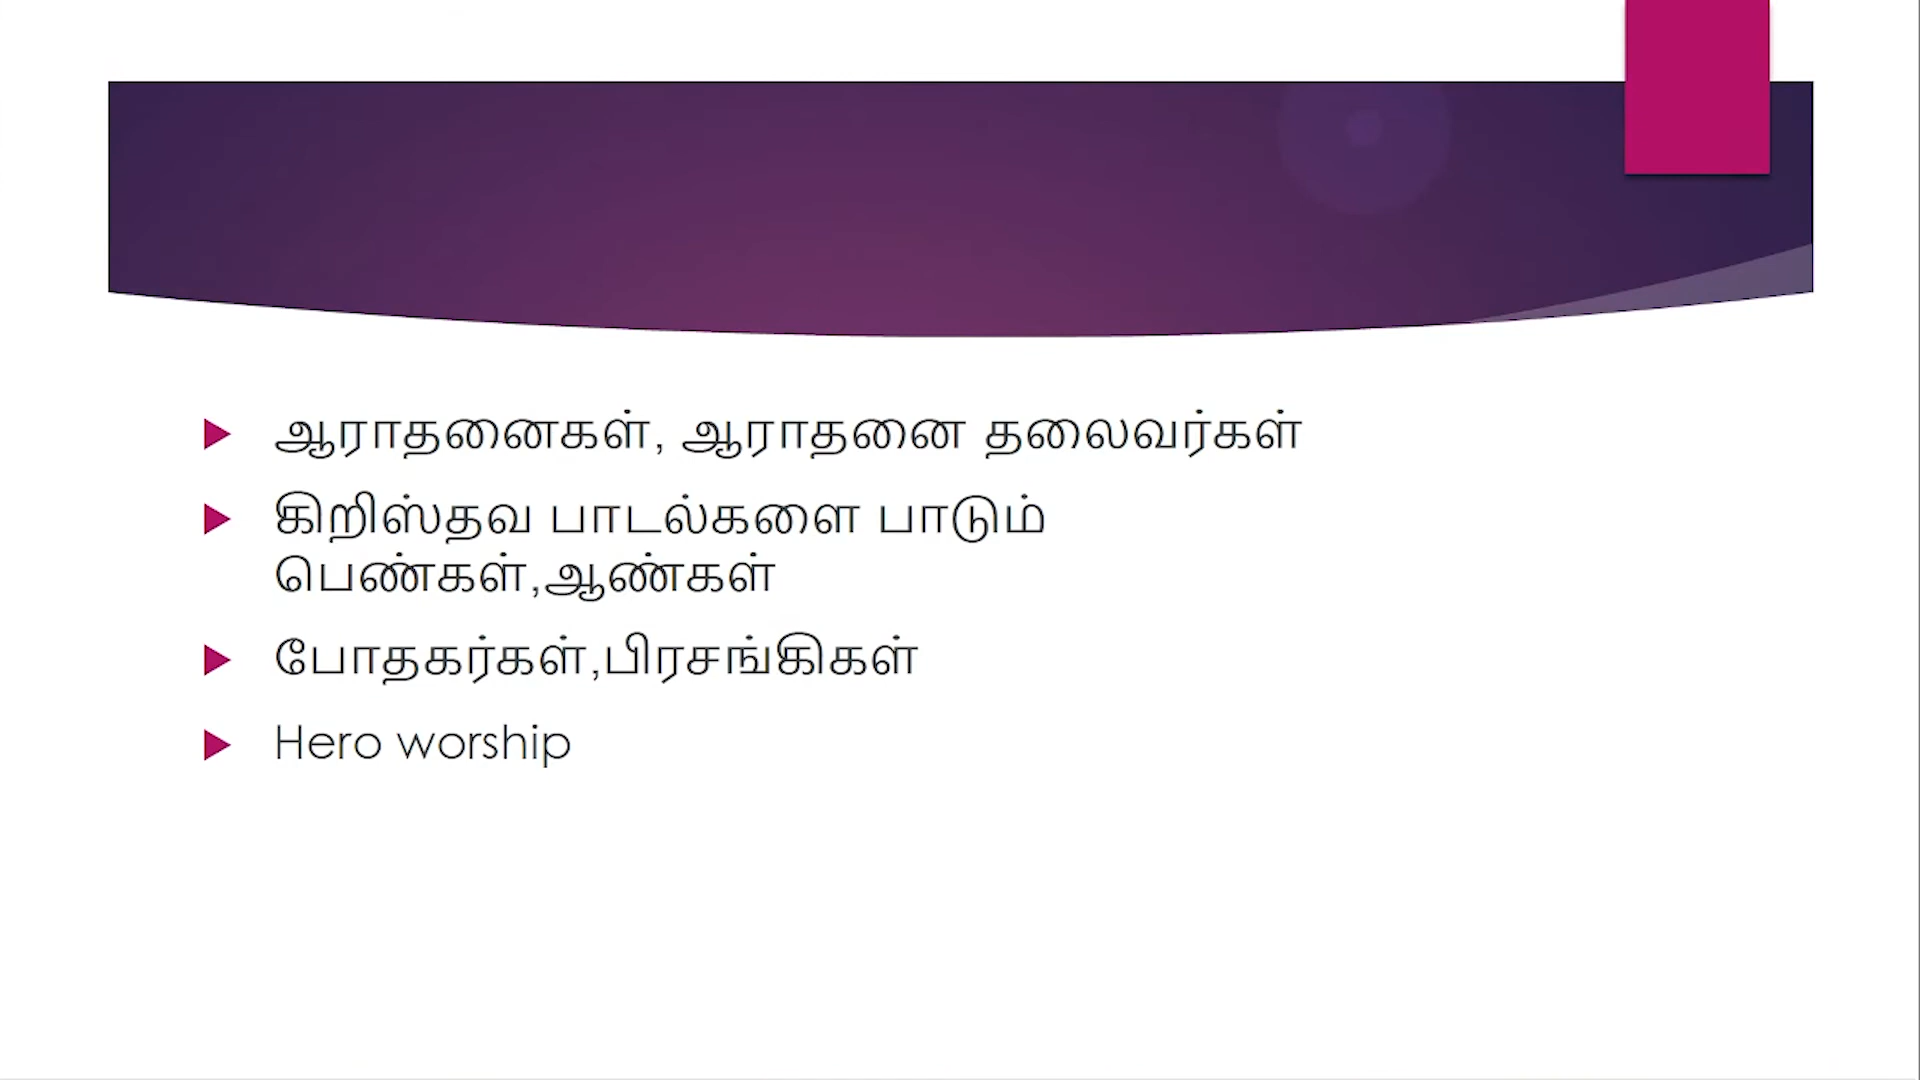 ஆராதனைகள், ஆராதனை தலைவர்கள்
கிறிஸ்தவ பாடல்களை பாடும்
பெண்கள்,ஆண்கள்
போதகர்கள்,பிரசங்கிகள்
Hero worship